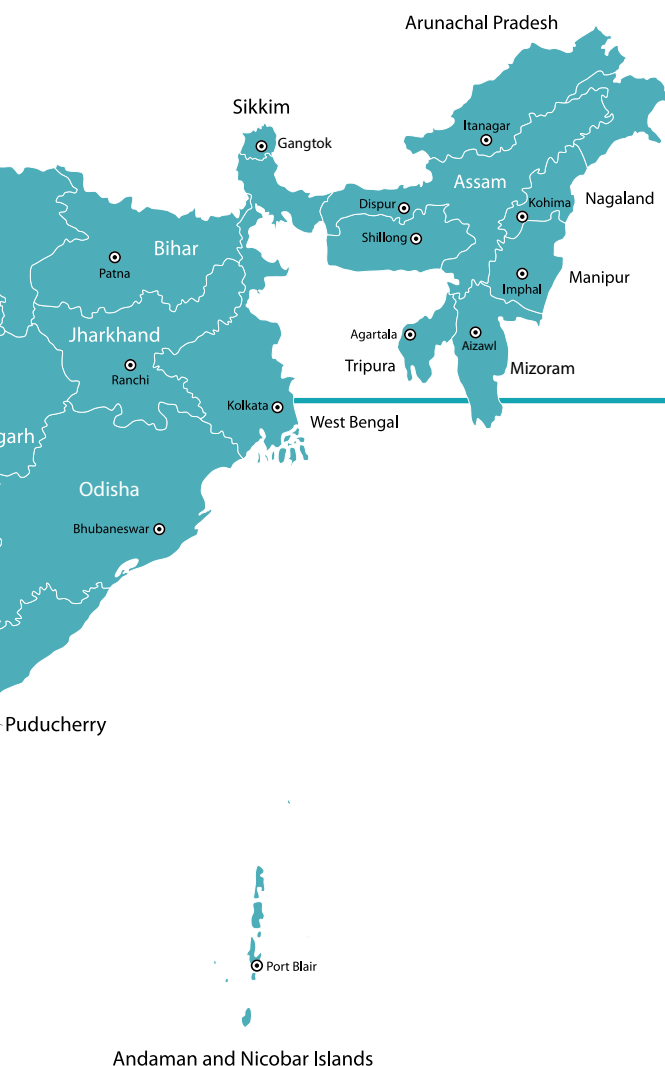 Arunachal Pradesh
Sikkim
Itanagar
Gangtok
Assam
Dispur
Kohima
Nagaland
Shillong
Bihar
Patna
Imphal
Manipur
Jharkhand
Agartala
Aizawl
Tripura
Mizoram
Ranchi
Kolkata
West Bengal
garh
Odisha
Bhubaneswar
Puducherry
Port Blair
Andaman and Nicobar Islands